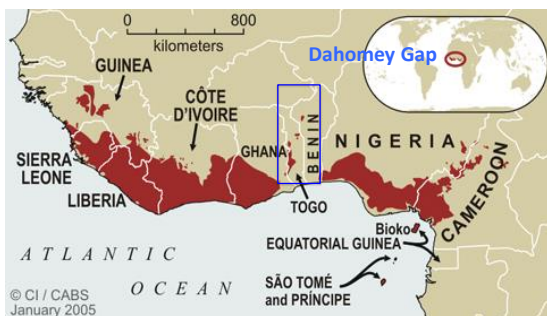 0 800
kilometers
Dahomey Gap
GUINEA
CÔTE
D'IVOIRE
SIERRA
LEONE
LIBERIA
GHANA
TOGO
BENIN
NIGERIA
CAMEROON
Bioko
EQUATORIAL GUINEA
SÃO TOMÉ
and PRÍNCIPE
ATLANTIC
OCEAN
© CI / CABS
January 2005